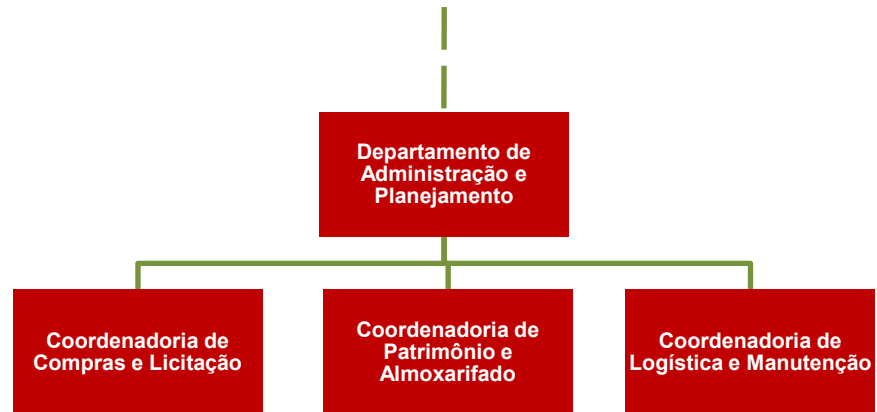 Departamento de
Administração e
Planejamento
Coordenadoria de
Compras e Licitação
Coordenadoria de
Patrimônio e
Almoxarifado
Coordenadoria de
Logística e Manutenção